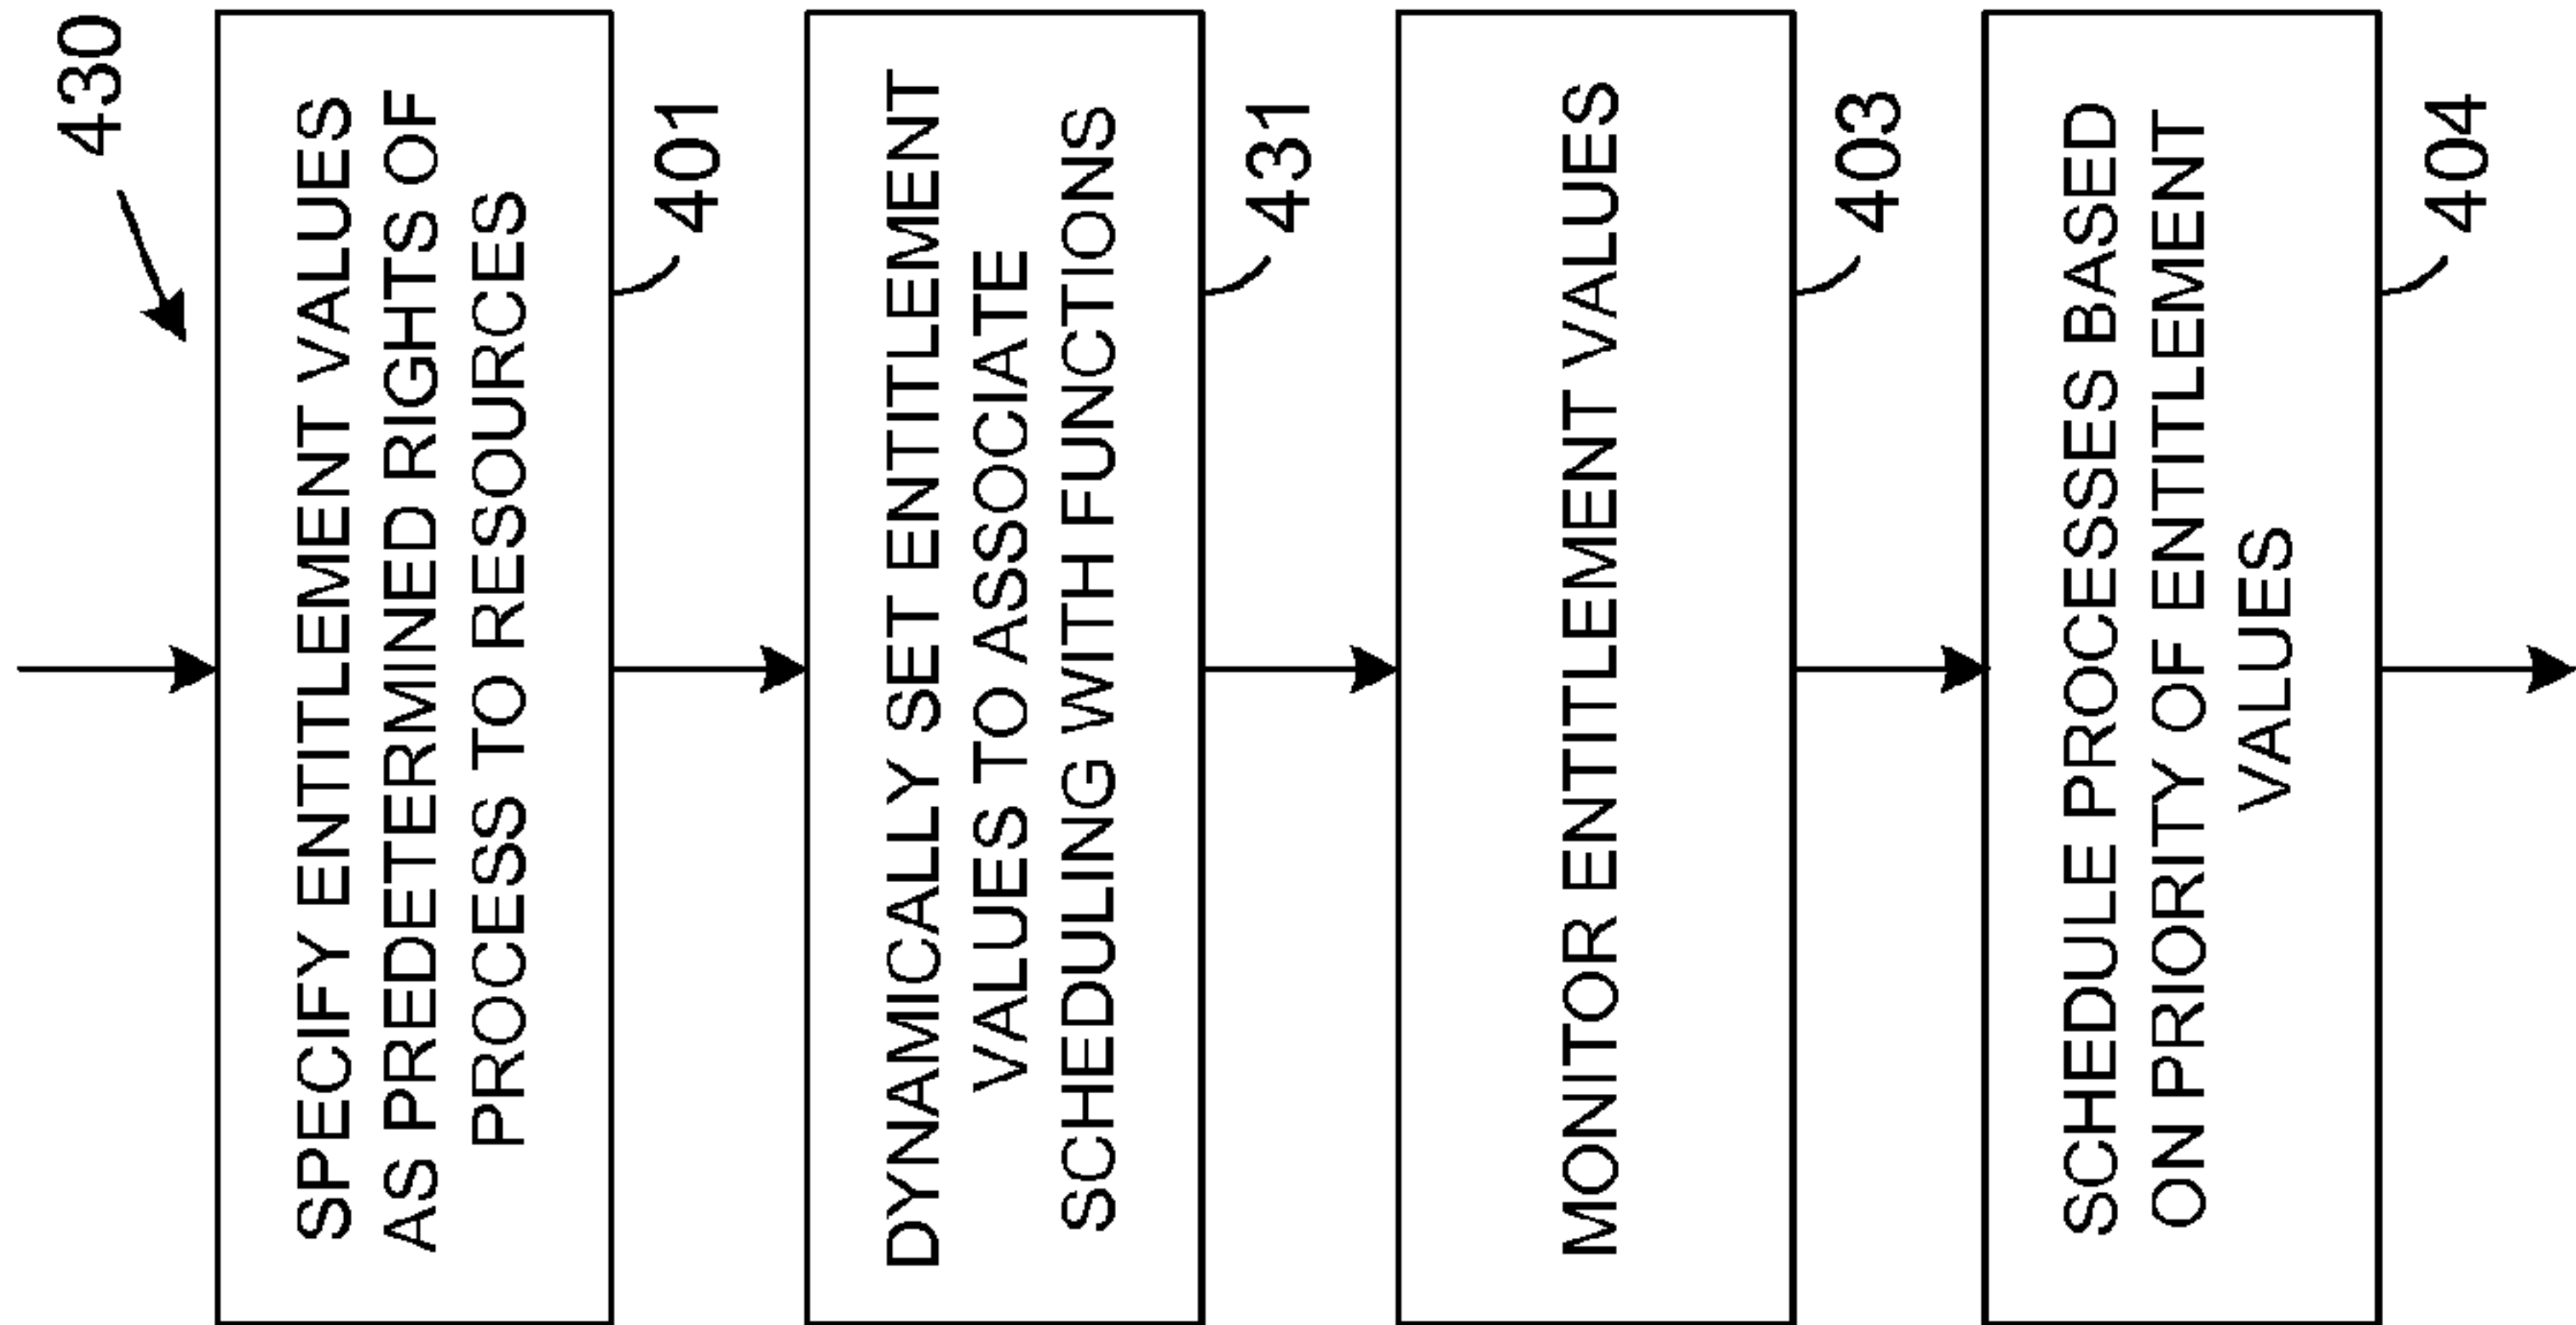 430
SPECIFY ENTITLEMENT VALUES
AS PREDETERMINED RIGHTS OF
PROCESS TO RESOURCES
401
DYNAMICALLY SET ENTITLEMENT
VALUES TO ASSOCIATE
SCHEDULING WITH FUNCTIONS
431
MONITOR ENTITLEMENT VALUES
403
SCHEDULE PROCESSES BASED
ON PRIORITY OF ENTITLEMENT
VALUES
404